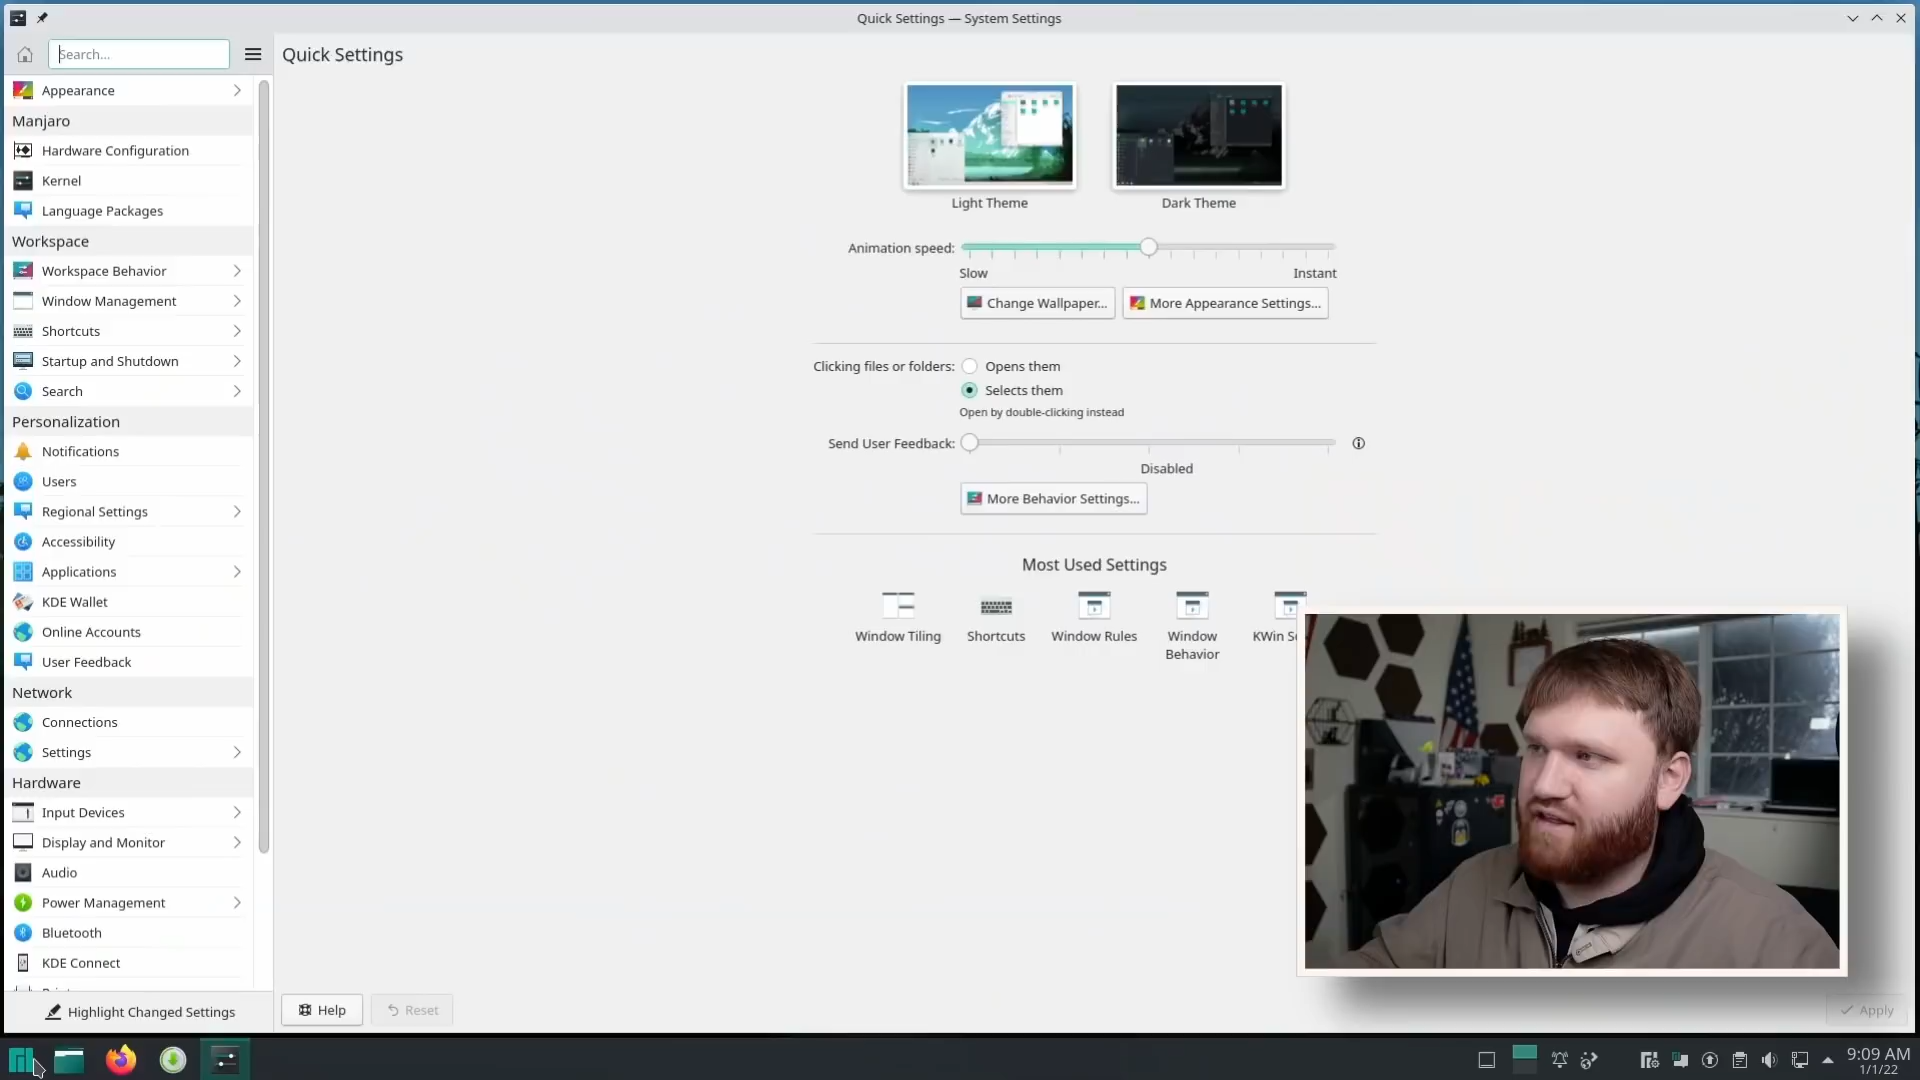 Quick Settings — System Settings
Search...
Quick Settings
Appearance
Manjaro
Hardware Configuration
Kernel
Language Packages
Workspace
Workspace Behavior
Window Management
Shortcuts
Startup and Shutdown
Search
Personalization
Notifications
Users
Regional Settings
Accessibility
Applications
KDE Wallet
Online Accounts
User Feedback
Network
Connections
Settings
Hardware
Input Devices
Display and Monitor
Audio
Power Management
Bluetooth
KDE Connect
Highlight Changed Settings
Light Theme
Dark Theme
Animation speed:
Slow
Instant
Change Wallpaper...
More Appearance Settings...
Clicking files or folders:
Opens them
Selects them
Open by double-clicking instead
Send User Feedback:
Disabled
More Behavior Settings...
Most Used Settings
Window Tiling
Shortcuts
Window Rules
Window
Behavior
KWin
Help
Reset
Apply
9:09 AM
1/1/22